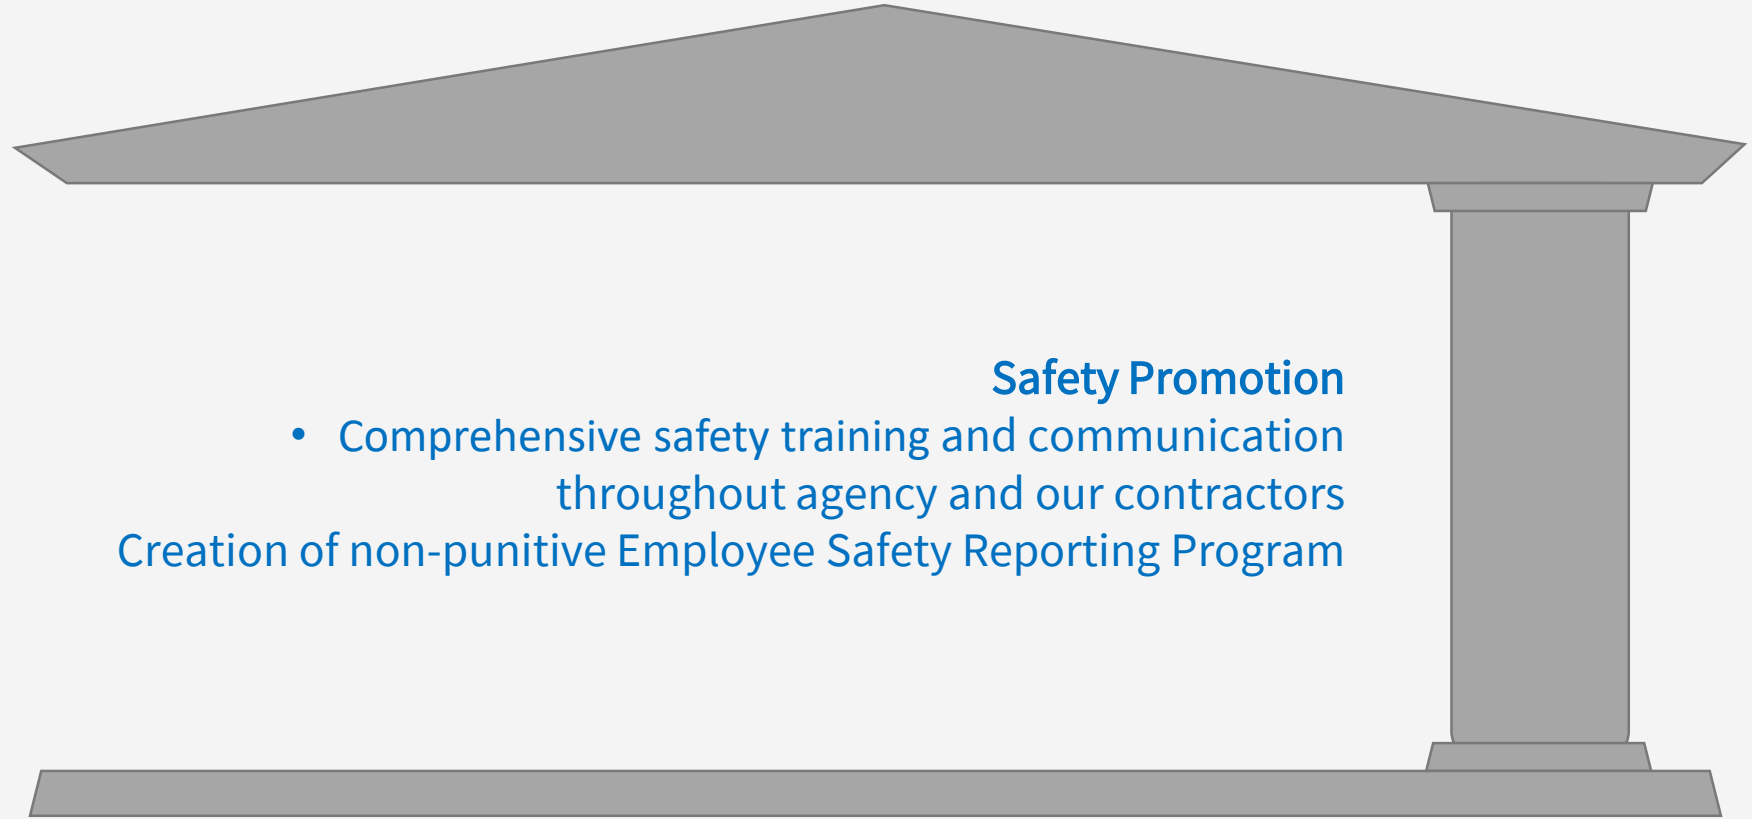 Safety Promotion
• Comprehensive safety training and communication
throughout agency and our contractors
Creation of non-punitive Employee Safety Reporting Program